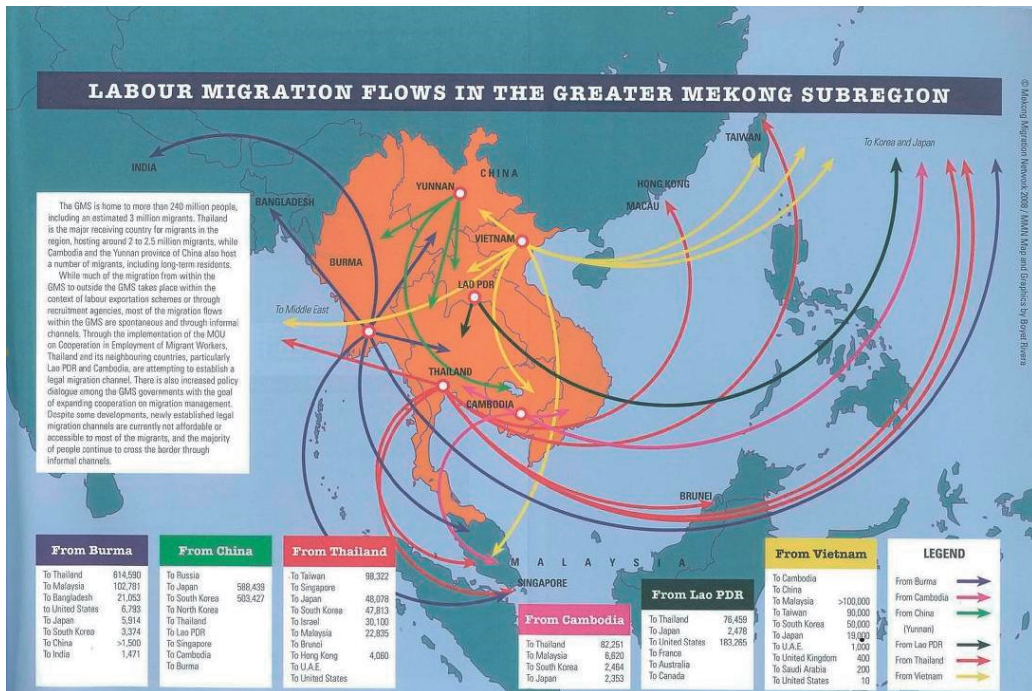 LABOUR MIGRATION FLOWS IN THE GREATER MEKONG SUBREGION
© Mekong Migration Network 2008 / MMN Map and Graphics by Boyet Rivera
TAIWAN
To Korea and Japan
INDIA
CHINA
YUNNAN
HONG KONG
MACAU
BANGLADESH
VIETNAM
BURMA
LAO PDR
To Middle East
THAILAND
CAMBODIA
BRUNEI
MALAYSIA
SINGAPORE
The GMS is home to more than 240 million people,
including an estimated 3 million migrants. Thailand
is the major receiving country for migrants in the
region, hosting around 2 to 2.5 million migrants, while
Cambodia and the Yunnan province of China also host
a number of migrants, including long-term residents.
While much of the migration from within the
GMS to outside the GMS takes place within the
context of labour exportation schemes or through
recruitment agencies, most of the migration flows
within the GMS are spontaneous and through informal
channels. Through the implementation of the MOU
on Cooperation in Employment of Migrant Workers,
Thailand and its neighbouring countries, particularly
Lao PDR and Cambodia, are attempting to establish a
legal migration channel. There is also increased policy
dialogue among the GMS governments with the goal
of expanding cooperation on migration management.
Despite some developments, newly established legal
migration channels are currently not affordable or
accessible to most of the migrants, and the majority
of people continue to cross the border through
informal channels.
From Burma
To Thailand 614,590
To Malaysia 102,781
To Bangladesh 21,053
to United States 6,793
To Japan 5,914
To South Korea 3,374
To China >1,500
To India 1,471
From China
To Russia
To Japan 588,439
To South Korea 503,427
To North Korea
To Thailand
To Lao PDR
To Singapore
To Cambodia
To Burma
From Thailand
To Taiwan 98,322
To Singapore
To Japan 48,078
To South Korea 47,813
To Israel 30,100
To Malaysia 22,835
To Brunei
To Hong Kong 4,060
To U.A.E.
To United States
From Cambodia
To Thailand 82,251
To Malaysia 6,620
To South Korea 2,464
To Japan 2,353
From Lao PDR
To Thailand 76,459
To Japan 2,478
To United States 183,265
To France
To Australia
To Canada
From Vietnam
To Cambodia
To China
To Malaysia >100,000
To Taiwan 90,000
To South Korea 50,000
To Japan 19,000
To U.A.E. 1,000
To United Kingdom 400
To Saudi Arabia 200
To United States 10
LEGEND
From Burma
From Cambodia
From China
(Yunnan)
From Lao PDR
From Thailand
From Vietnam